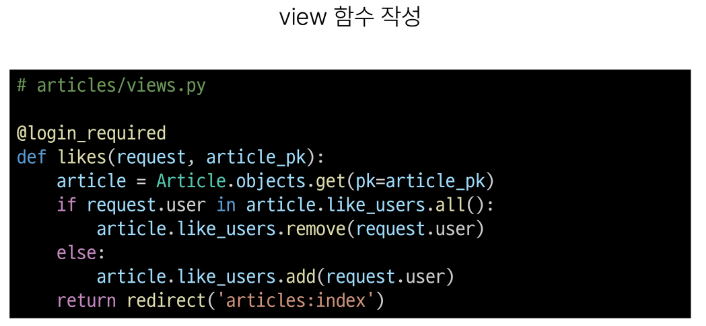 view 함수 작성
# articles/views.py
@login_required
def likes(request, article_pk):
    article = Article.objects.get(pk=article_pk)
    if request.user in article.like_users.all():
        article.like_users.remove(request.user)
    else:
        article.like_users.add(request.user)
    return redirect('articles:index')